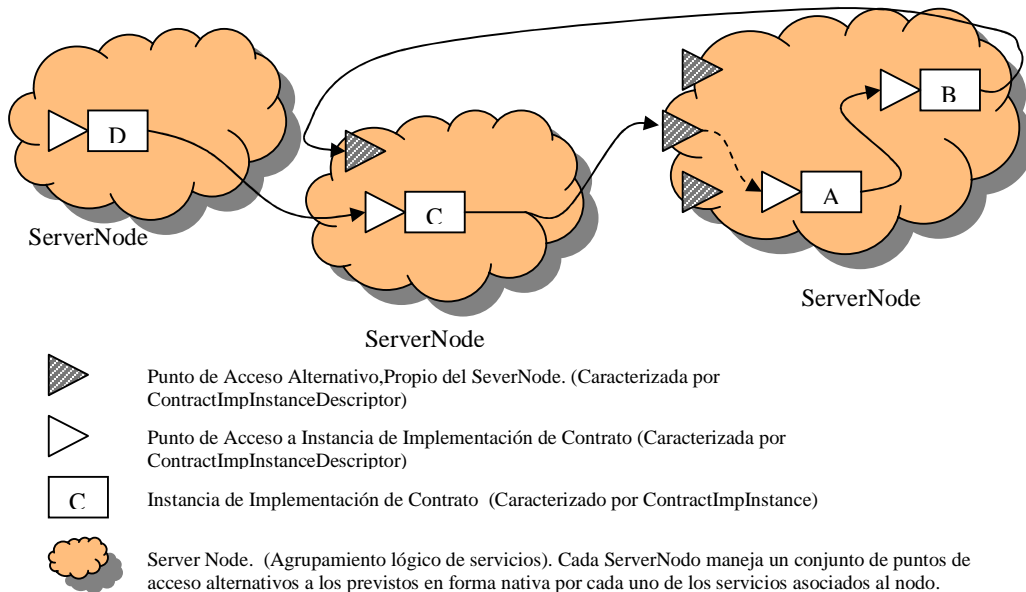 B
D
A
C
ServerNode
ServerNode
ServerNode
Punto de Acceso Alternativo,Propio del SeverNode. (Caracterizada por
ContractImpInstanceDescriptor)
Punto de Acceso a Instancia de Implementación de Contrato (Caracterizada por
ContractImpInstanceDescriptor)
C
Instancia de Implementación de Contrato (Caracterizado por ContractImpInstance)
Server Node. (Agrupamiento lógico de servicios). Cada ServerNodo maneja un conjunto de puntos de
acceso alternativos a los previstos en forma nativa por cada uno de los servicios asociados al nodo.